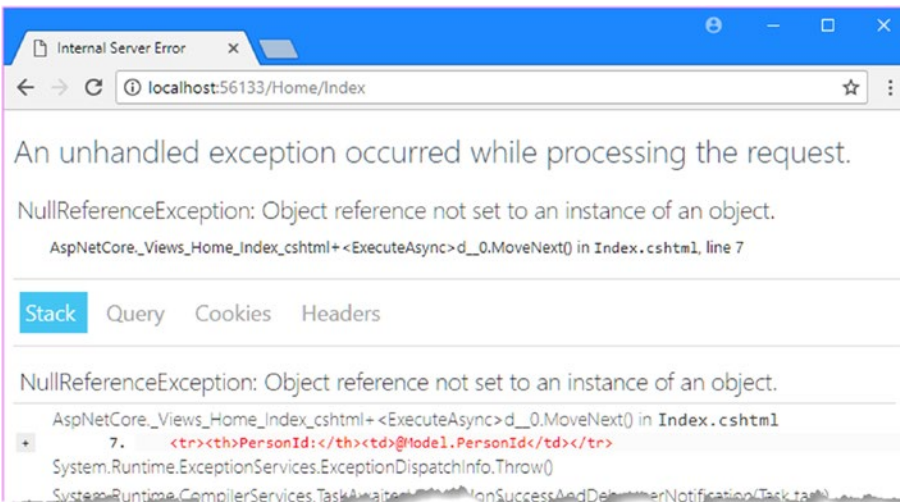 Internal Server Error
localhost:56133/Home/Index
An unhandled exception occurred while processing the request.
NullReferenceException: Object reference not set to an instance of an object.
AspNetCore._Views_Home_Index_cshtml+<ExecuteAsync>d__0.MoveNext() in Index.cshtml, line 7
Stack Query Cookies Headers
NullReferenceException: Object reference not set to an instance of an object.
AspNetCore._Views_Home_Index_cshtml+<ExecuteAsync>d__0.MoveNext() in Index.cshtml
+ 7. <tr><th>PersonId:</th><td>@Model.PersonId</td></tr>
System.Runtime.ExceptionServices.ExceptionDispatchInfo.Throw()